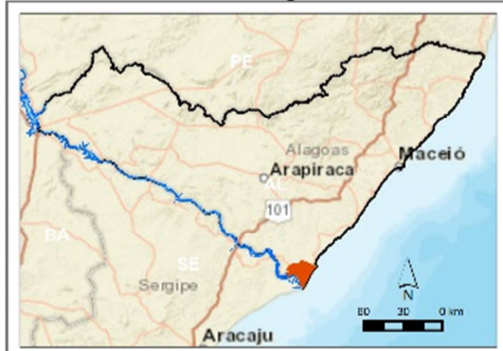 PE
Alagoas
Maceió
Arapiraca
AL
101
BA
SE
Sergipe
N
60 30 0 km
Aracaju